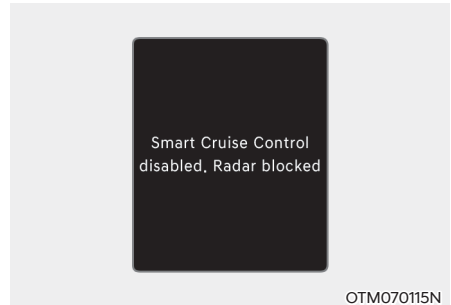 Smart Cruise Control
disabled. Radar blocked
OTM070115N